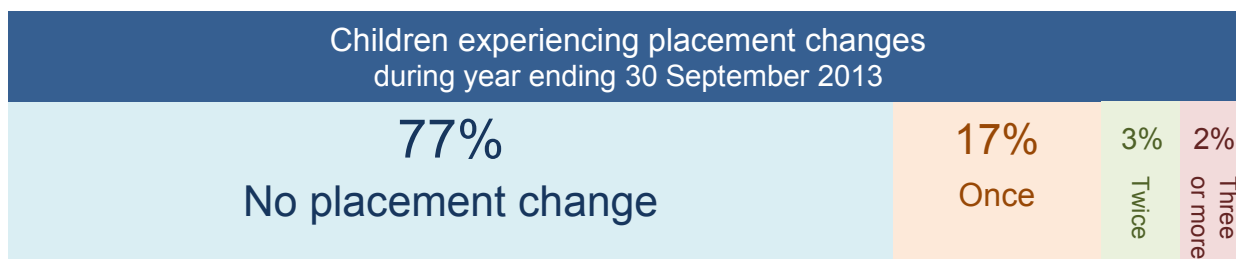 Children experiencing placement changes
during year ending 30 September 2013
77%
No placement change
17%
Once
3%
Twice
2%
Three
or more